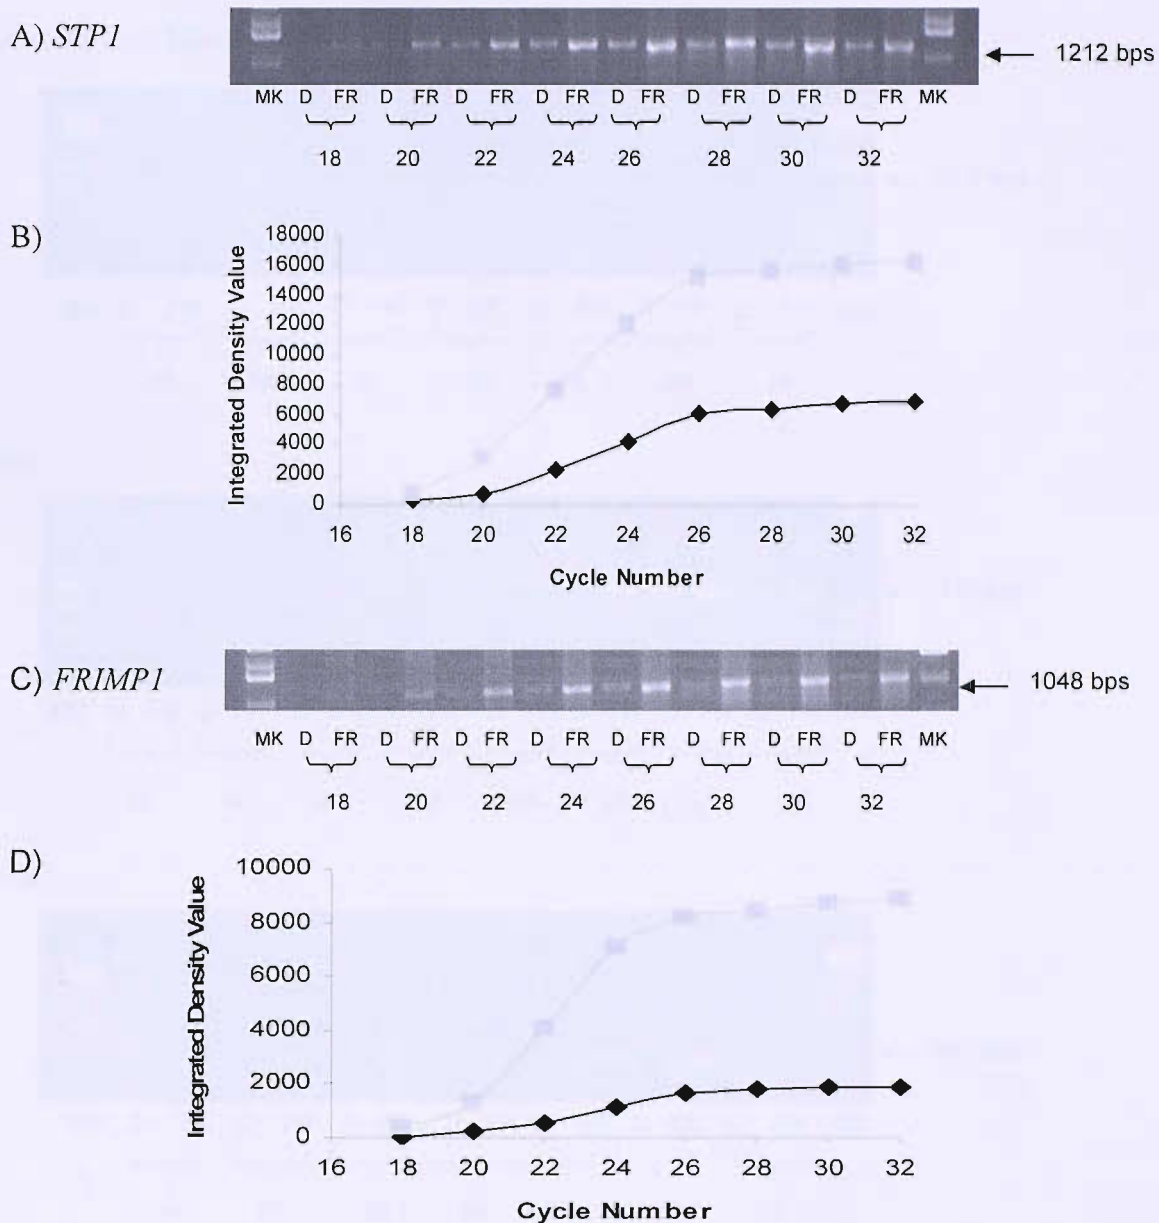 A) STP1
1212 bps
MK D FR D FR D FR D FR D FR D FR D FR D FR MK
18 20 22 24 26 28 30 32
B)
Integrated Density Value
18000
16000
14000
12000
10000
8000
6000
4000
2000
0
16 18 20 22 24 26 28 30 32
Cycle Number
C) FRIMP1
1048 bps
MK D FR D FR D FR D FR D FR D FR D FR D FR MK
18 20 22 24 26 28 30 32
D)
Integrated Density Value
10000
8000
6000
4000
2000
0
16 18 20 22 24 26 28 30 32
Cycle Number